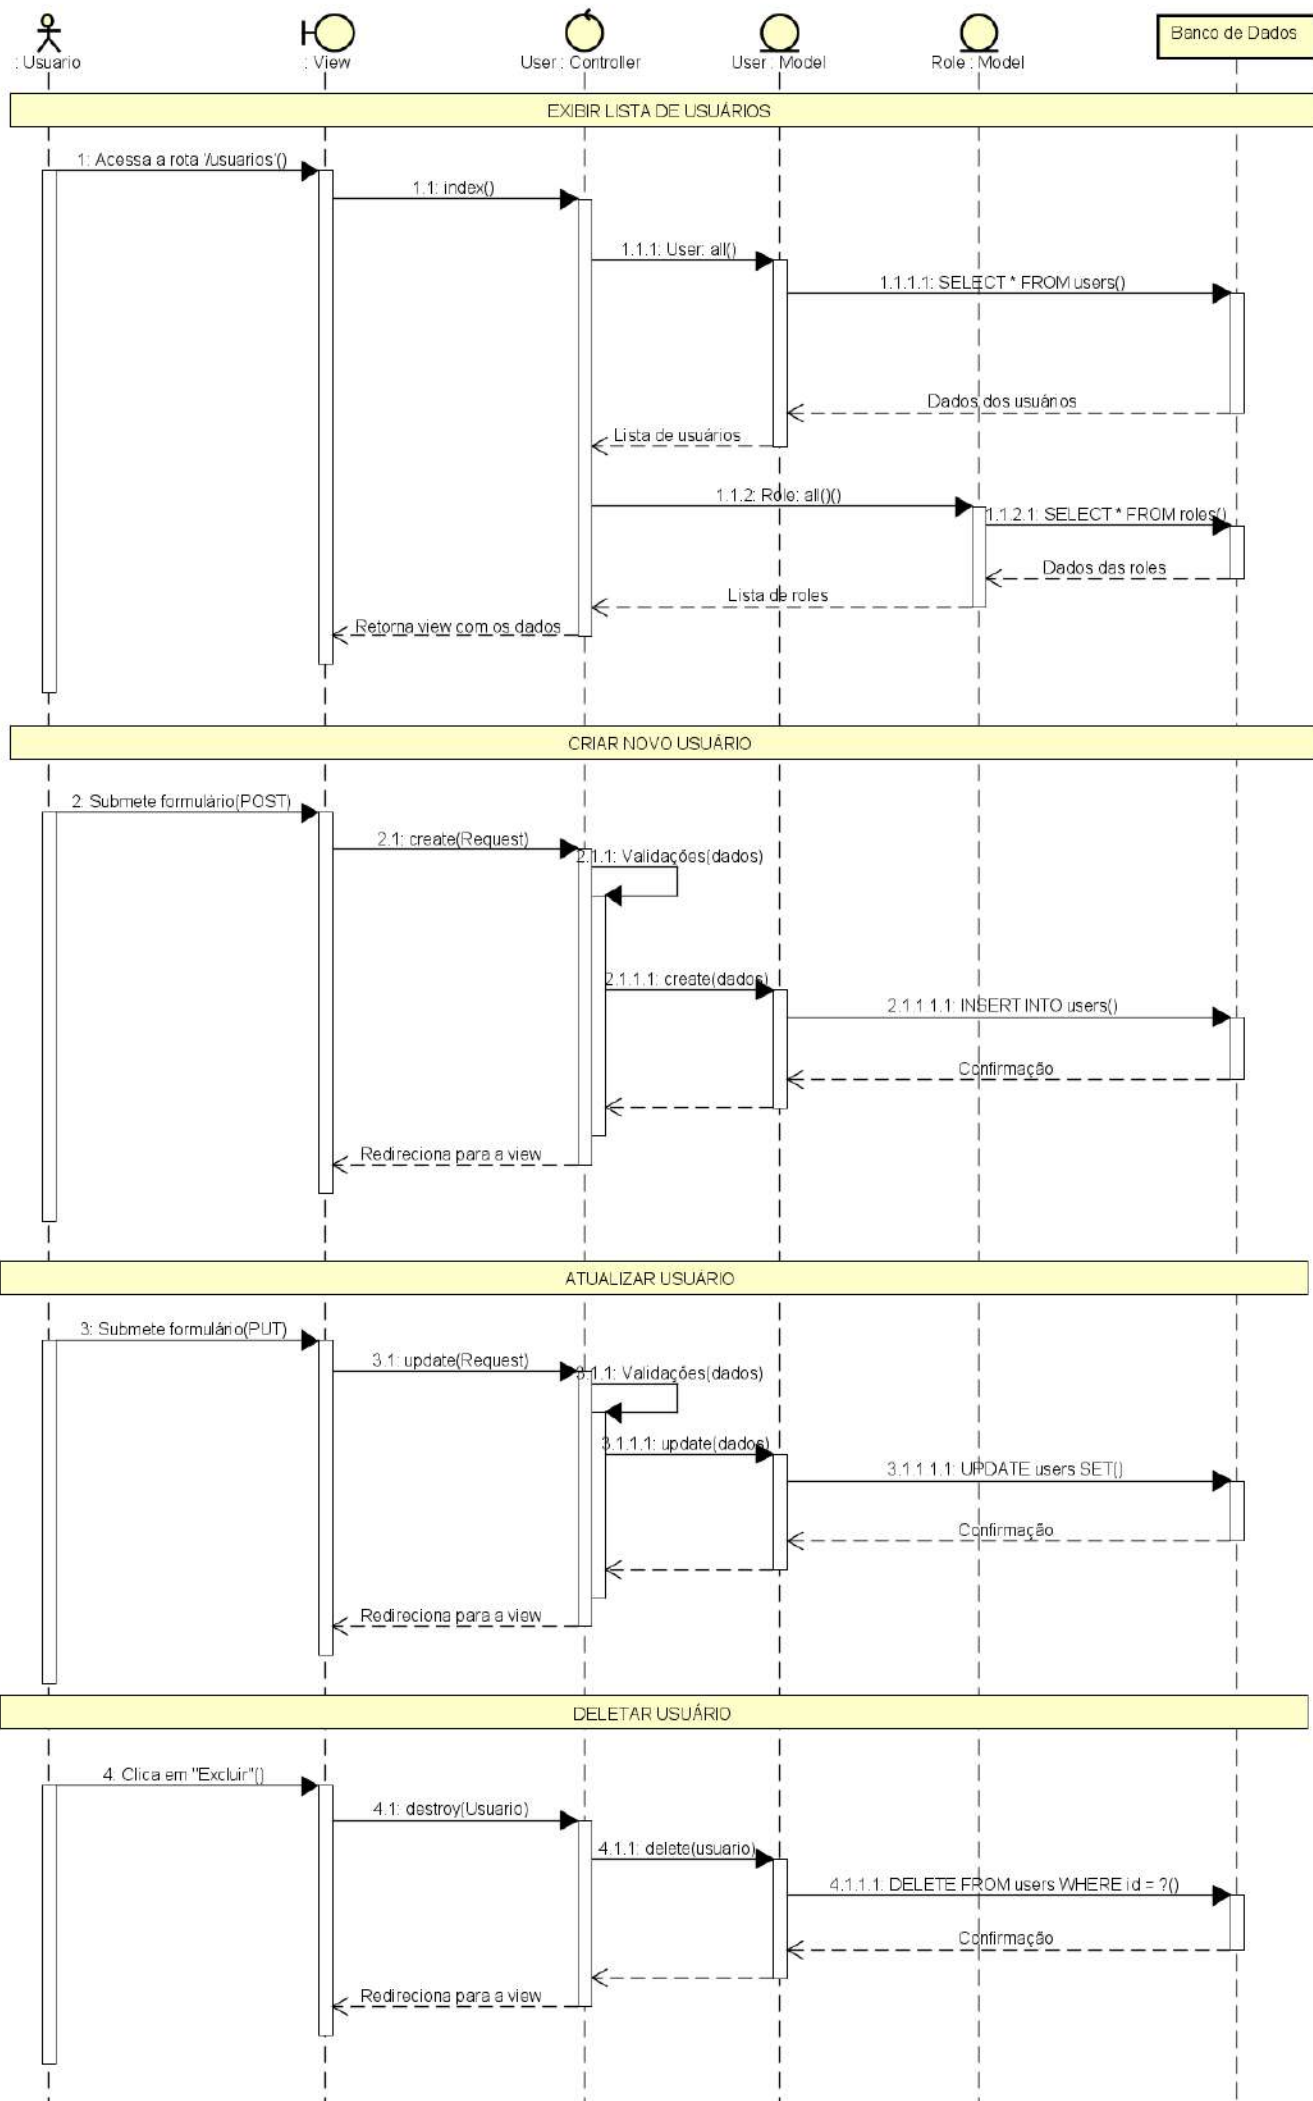 : Usuario
: View
User : Controller
User : Model
Role : Model
Banco de Dados
EXIBIR LISTA DE USUÁRIOS
1: Acessa a rota '/usuarios'()
1.1: index()
1.1.1: User: all()
1.1.1.1: SELECT * FROM users()
Dados dos usuários
Lista de usuários
1.1.2: Role: all()()
1.1.2.1: SELECT * FROM roles()
Dados das roles
Lista de roles
Retorna view com os dados
CRIAR NOVO USUÁRIO
2: Submete formulário(POST)
2.1: create(Request)
2.1.1: Validações(dados)
2.1.1.1: create(dados)
2.1.1.1.1: INSERT INTO users()
Confirmação
Redireciona para a view
ATUALIZAR USUÁRIO
3: Submete formulário(PUT)
3.1: update(Request)
3.1.1: Validações(dados)
3.1.1.1: update(dados)
3.1.1.1.1: UPDATE users SET()
Confirmação
Redireciona para a view
DELETAR USUÁRIO
4: Clica em "Excluir"()
4.1: destroy(Usuario)
4.1.1: delete(usuario)
4.1.1.1: DELETE FROM users WHERE id = ?()
Confirmação
Redireciona para a view